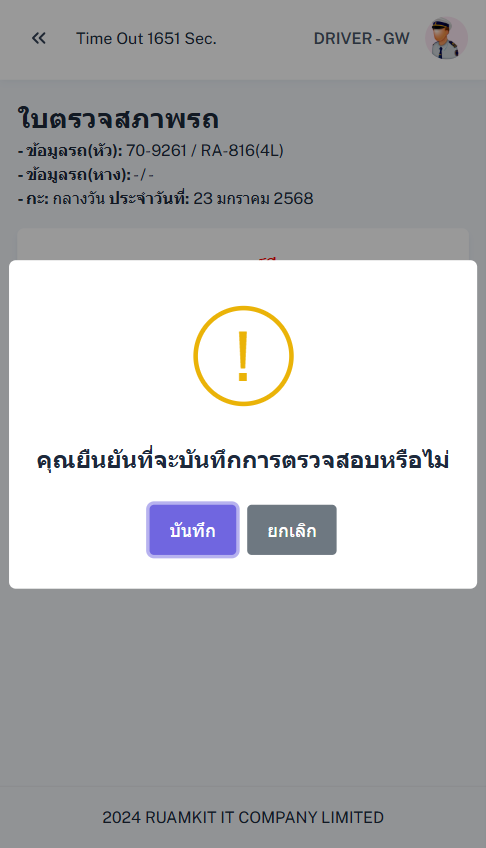 Time Out 1651 Sec.
DRIVER - GW
ใบตรวจสภาพรถ
- ข้อมูลรถ(หัว): 70-9261 / RA-816(4L)
- ข้อมูลรถ(หาง): - / -
- กะ: กลางวัน ประจำวันที่: 23 มกราคม 2568
!
คุณยืนยันที่จะบันทึกการตรวจสอบหรือไม่
บันทึก
ยกเลิก
2024 RUAMKIT IT COMPANY LIMITED